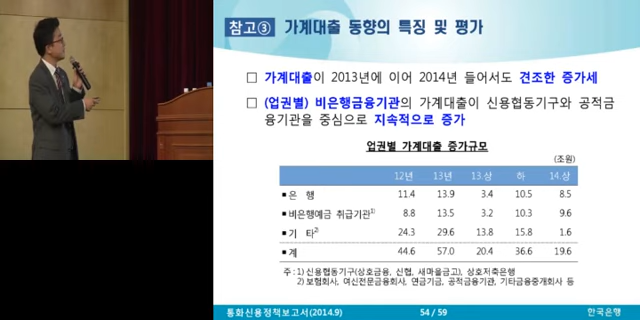 참고③ 가계대출 동향의 특징 및 평가
□ 가계대출이 2013년에 이어 2014년 들어서도 견조한 증가세
□ (업권별) 비은행금융기관의 가계대출이 신용협동기구와 공적금
융기관을 중심으로 지속적으로 증가
업권별 가계대출 증가규모
(조원)
12년 13년 13.상 하 14.상
▪은 행 11.4 13.9 3.4 10.5 8.5
▪비은행예금 취급기관1) 8.8 13.5 3.2 10.3 9.6
▪기 타2) 24.3 29.6 13.8 15.8 1.6
▪계 44.6 57.0 20.4 36.6 19.6
주 : 1) 신용협동기구(상호금융, 신협, 새마을금고), 상호저축은행
2) 보험회사, 여신전문금융회사, 연금기금, 공적금융기관, 기타금융중개회사 등
통화신용정책보고서(2014.9) 54 / 59 한국은행